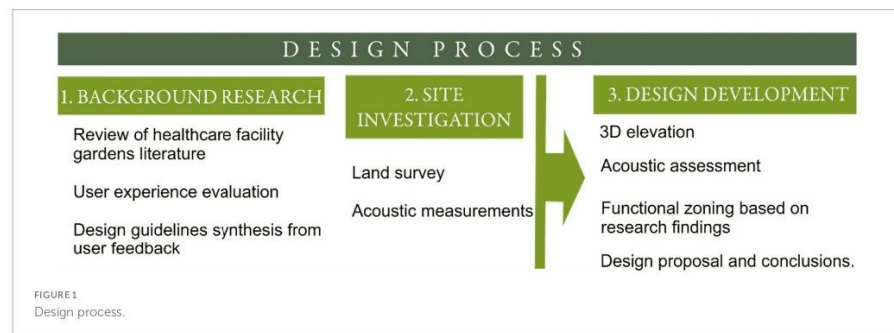 DESIGN PROCESS
1. BACKGROUND RESEARCH
Review of healthcare facility
gardens literature
User experience evaluation
Design guidelines synthesis from
user feedback
2. SITE
INVESTIGATION
Land survey
Acoustic measurements
3. DESIGN DEVELOPMENT
3D elevation
Acoustic assessment
Functional zoning based on
research findings
Design proposal and conclusions.
FIGURE 1
Design process.